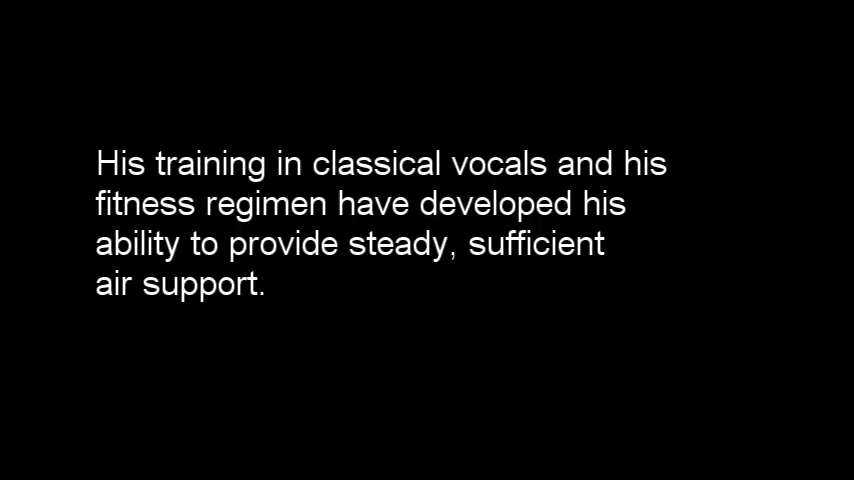 His training in classical vocals and his
fitness regimen have developed his
ability to provide steady, sufficient
air support.